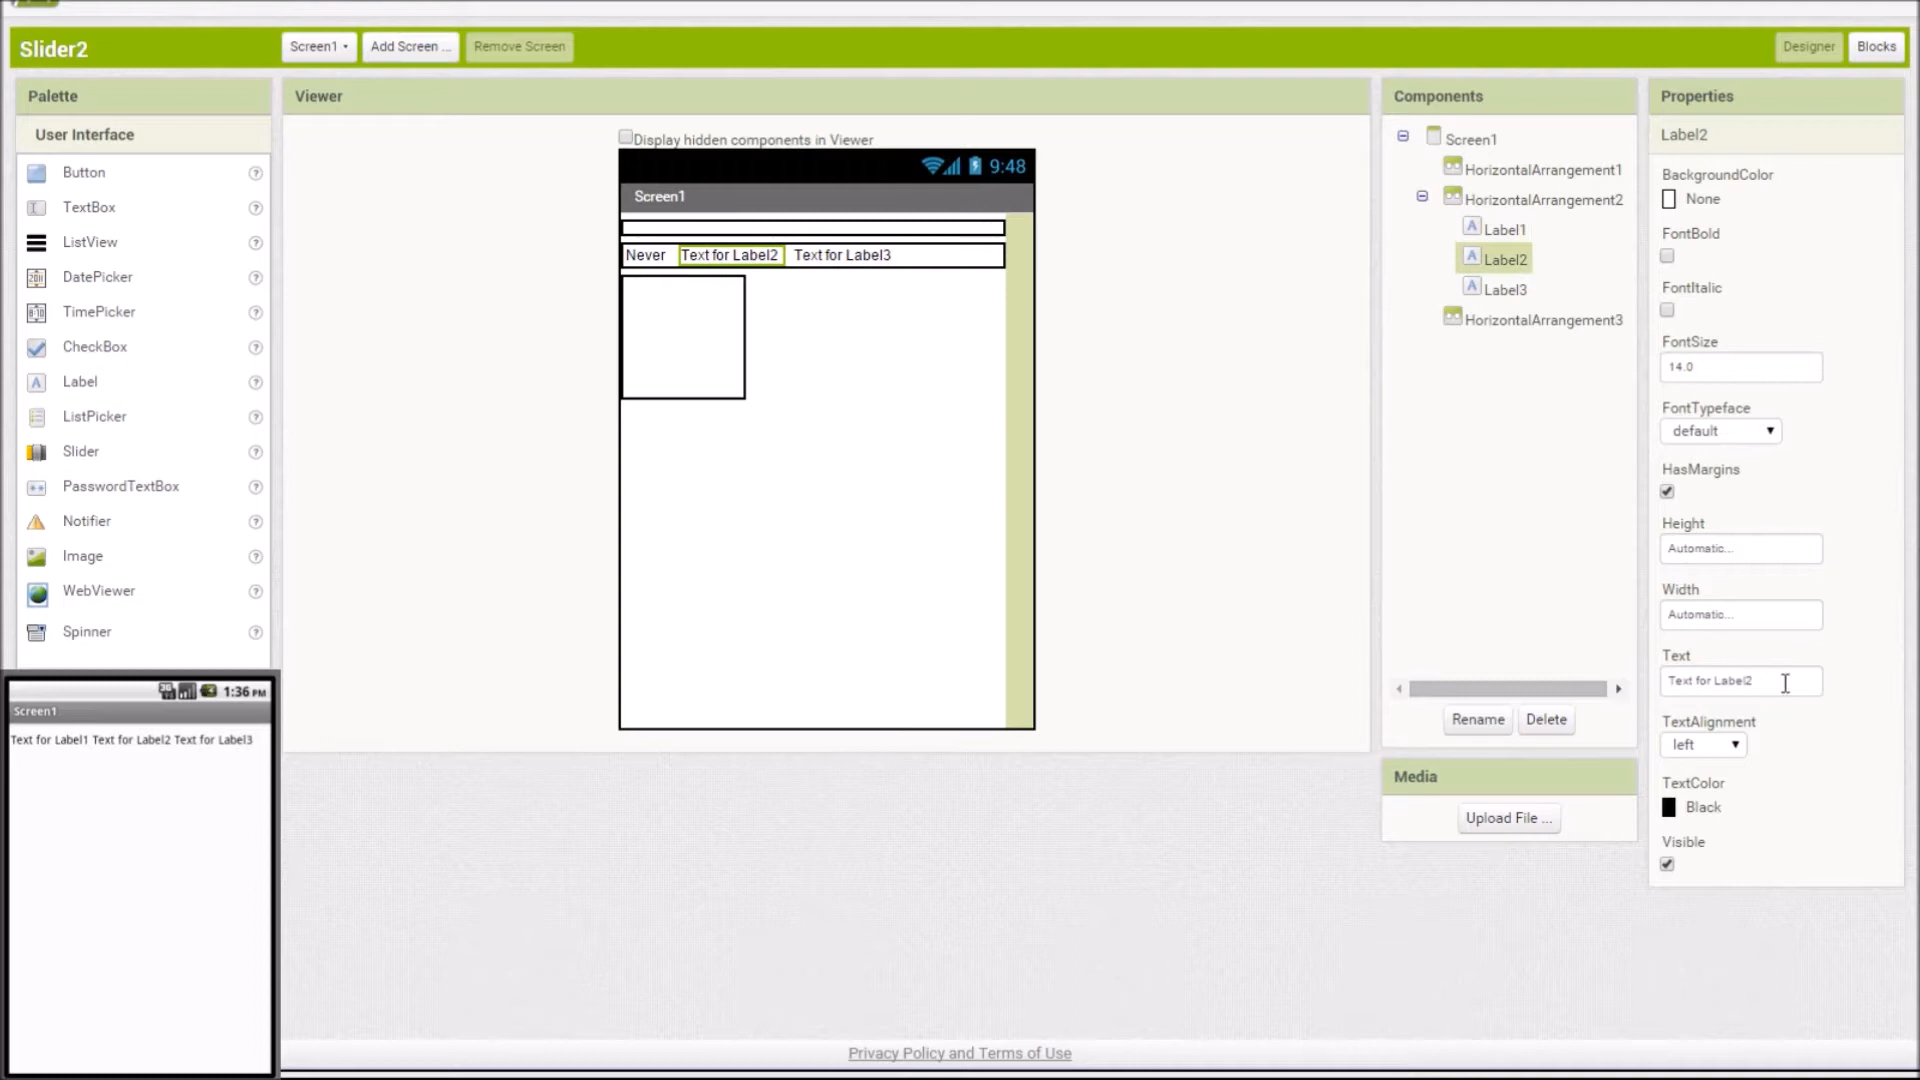 Slider2
Screen1
Add Screen ...
Remove Screen
Designer
Blocks
Palette
User Interface
Button
TextBox
ListView
DatePicker
TimePicker
CheckBox
Label
ListPicker
Slider
PasswordTextBox
Notifier
Image
WebViewer
Spinner
1:36 PM
Screen1
Text for Label1 Text for Label2 Text for Label3
Viewer
Display hidden components in Viewer
9:48
Screen1
Never Text for Label2 Text for Label3
Components
Screen1
HorizontalArrangement1
HorizontalArrangement2
Label1
Label2
Label3
HorizontalArrangement3
Rename
Delete
Media
Upload File ...
Properties
Label2
BackgroundColor
None
FontBold
FontItalic
FontSize
14.0
FontTypeface
default
HasMargins
Height
Automatic...
Width
Automatic...
Text
Text for Label2
TextAlignment
left
TextColor
Black
Visible
Privacy Policy and Terms of Use